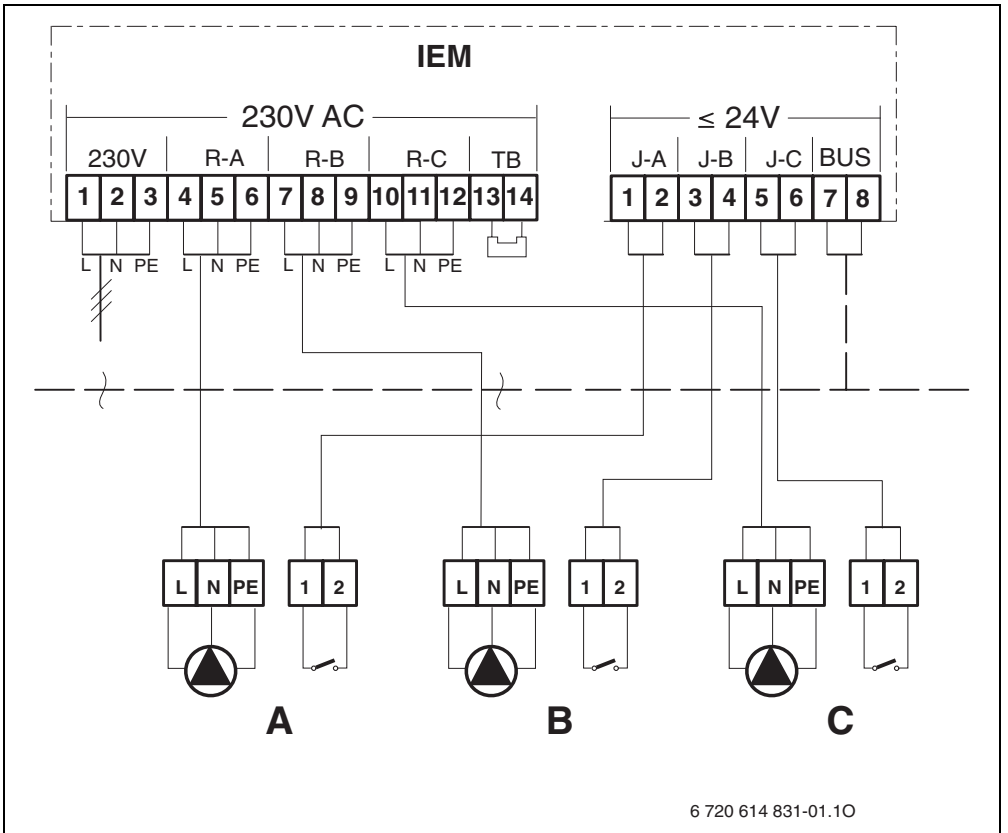 IEM
230V AC ≤ 24V
230V R-A R-B R-C TB J-A J-B J-C BUS
1 2 3 4 5 6 7 8 9 10 11 12 13 14 1 2 3 4 5 6 7 8
L N PE L N PE L N PE L N PE
L N PE 1 2 L N PE 1 2 L N PE 1 2
A B C
6 720 614 831-01.1O